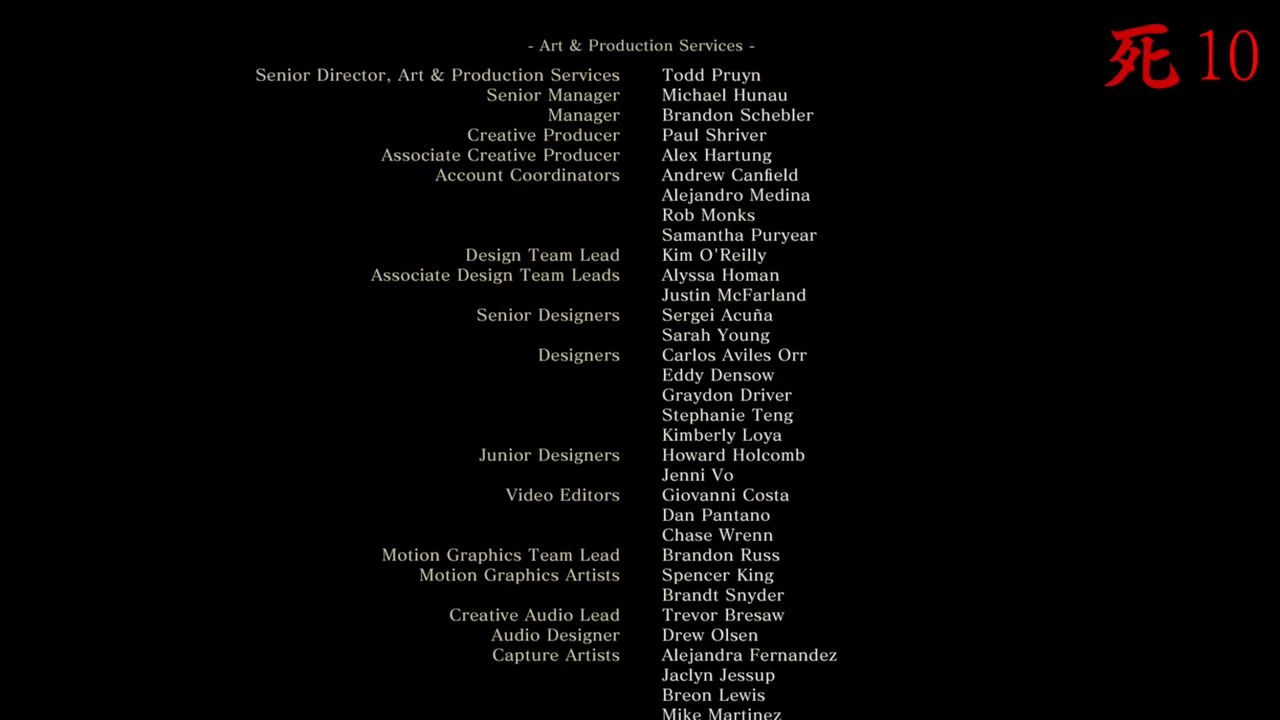 - Art & Production Services -
死 10
Senior Director, Art & Production Services Todd Pruyn
Senior Manager Michael Hunau
Manager Brandon Schebler
Creative Producer Paul Shriver
Associate Creative Producer Alex Hartung
Account Coordinators Andrew Canfield
Alejandro Medina
Rob Monks
Samantha Puryear
Design Team Lead Kim O'Reilly
Associate Design Team Leads Alyssa Homan
Justin McFarland
Senior Designers Sergei Acuña
Sarah Young
Designers Carlos Aviles Orr
Eddy Densow
Graydon Driver
Stephanie Teng
Kimberly Loya
Junior Designers Howard Holcomb
Jenni Vo
Video Editors Giovanni Costa
Dan Pantano
Chase Wrenn
Motion Graphics Team Lead Brandon Russ
Motion Graphics Artists Spencer King
Brandt Snyder
Creative Audio Lead Trevor Bresaw
Audio Designer Drew Olsen
Capture Artists Alejandra Fernandez
Jaclyn Jessup
Breon Lewis
Mike Martinez